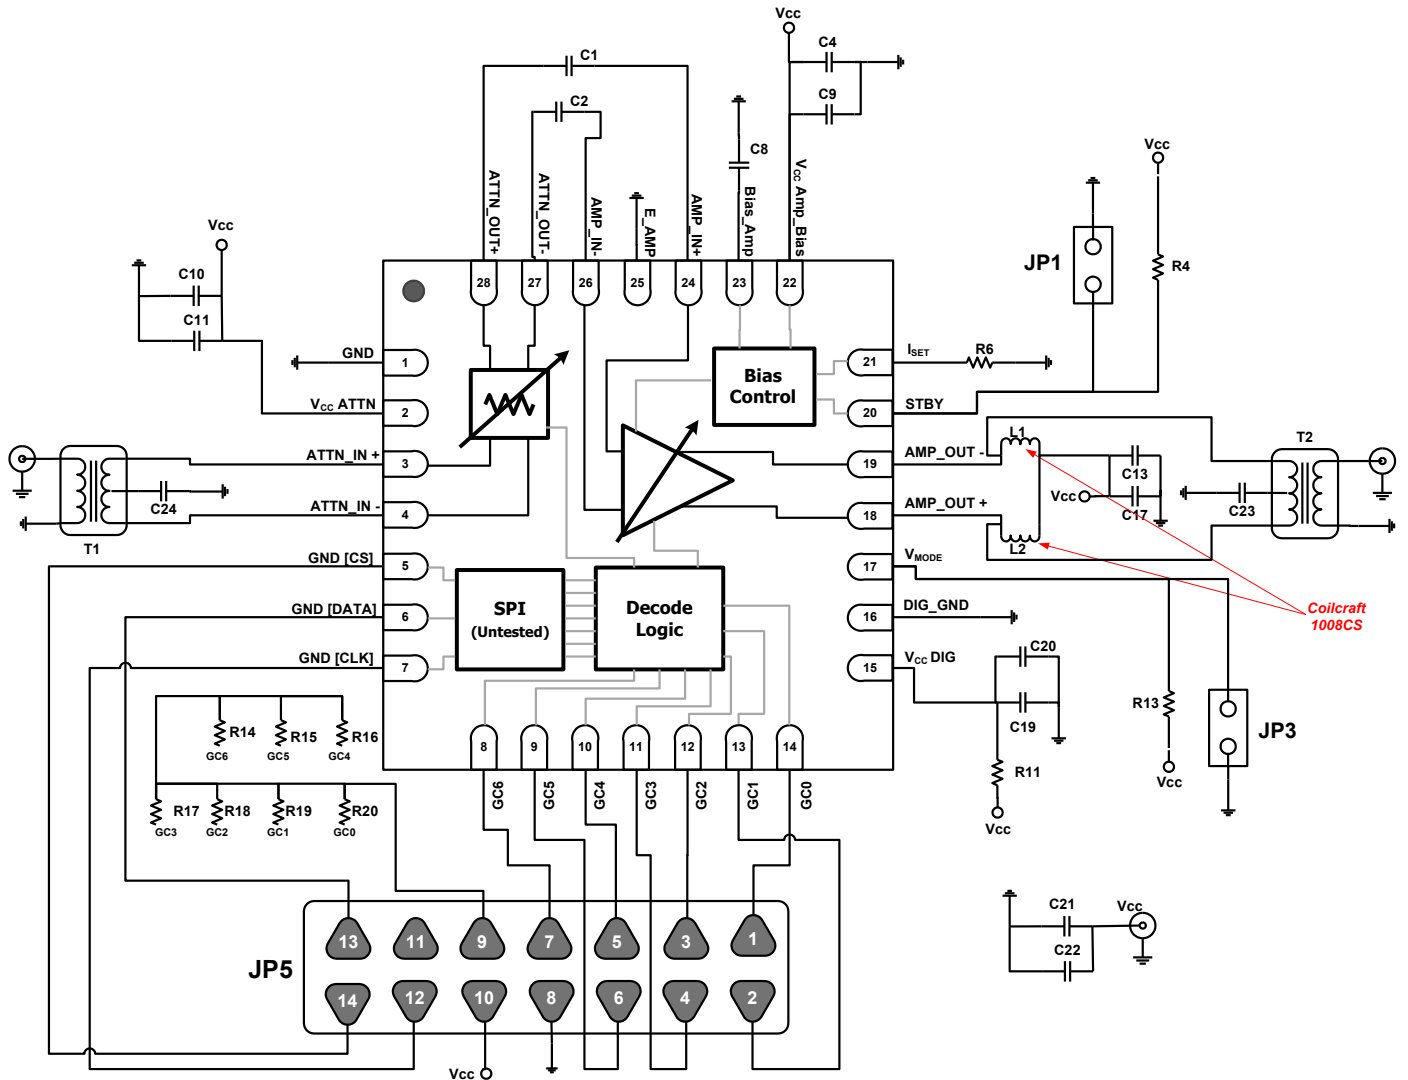 Vcc
C4
C9
C1
C2
C8
Vcc
ATTN_OUT+
ATTN_OUT-
AMP_IN-
E_AMP
AMP_IN+
Bias_Amp
VCC Amp_Bias
Vcc
C10
C11
JP1
R4
28
27
26
25
24
23
22
GND
1
VCC ATTN
2
ATTN_IN +
3
ATTN_IN -
4
GND [CS]
5
GND [DATA]
6
GND [CLK]
7
Bias
Control
21
ISET
R6
20
STBY
19
AMP_OUT -
18
AMP_OUT +
17
VMODE
16
DIG_GND
15
VCC DIG
T1
C24
L1
L2
C13
Vcc
C17
C23
T2
Coilcraft
1008CS
SPI
(Untested)
Decode
Logic
C20
C19
R11
Vcc
R13
Vcc
JP3
R14
GC6
R15
GC5
R16
GC4
R17
GC3
R18
GC2
R19
GC1
R20
GC0
8
9
10
11
12
13
14
GC6
GC5
GC4
GC3
GC2
GC1
GC0
JP5
13
11
9
7
5
3
1
14
12
10
8
6
4
2
Vcc
C21
Vcc
C22